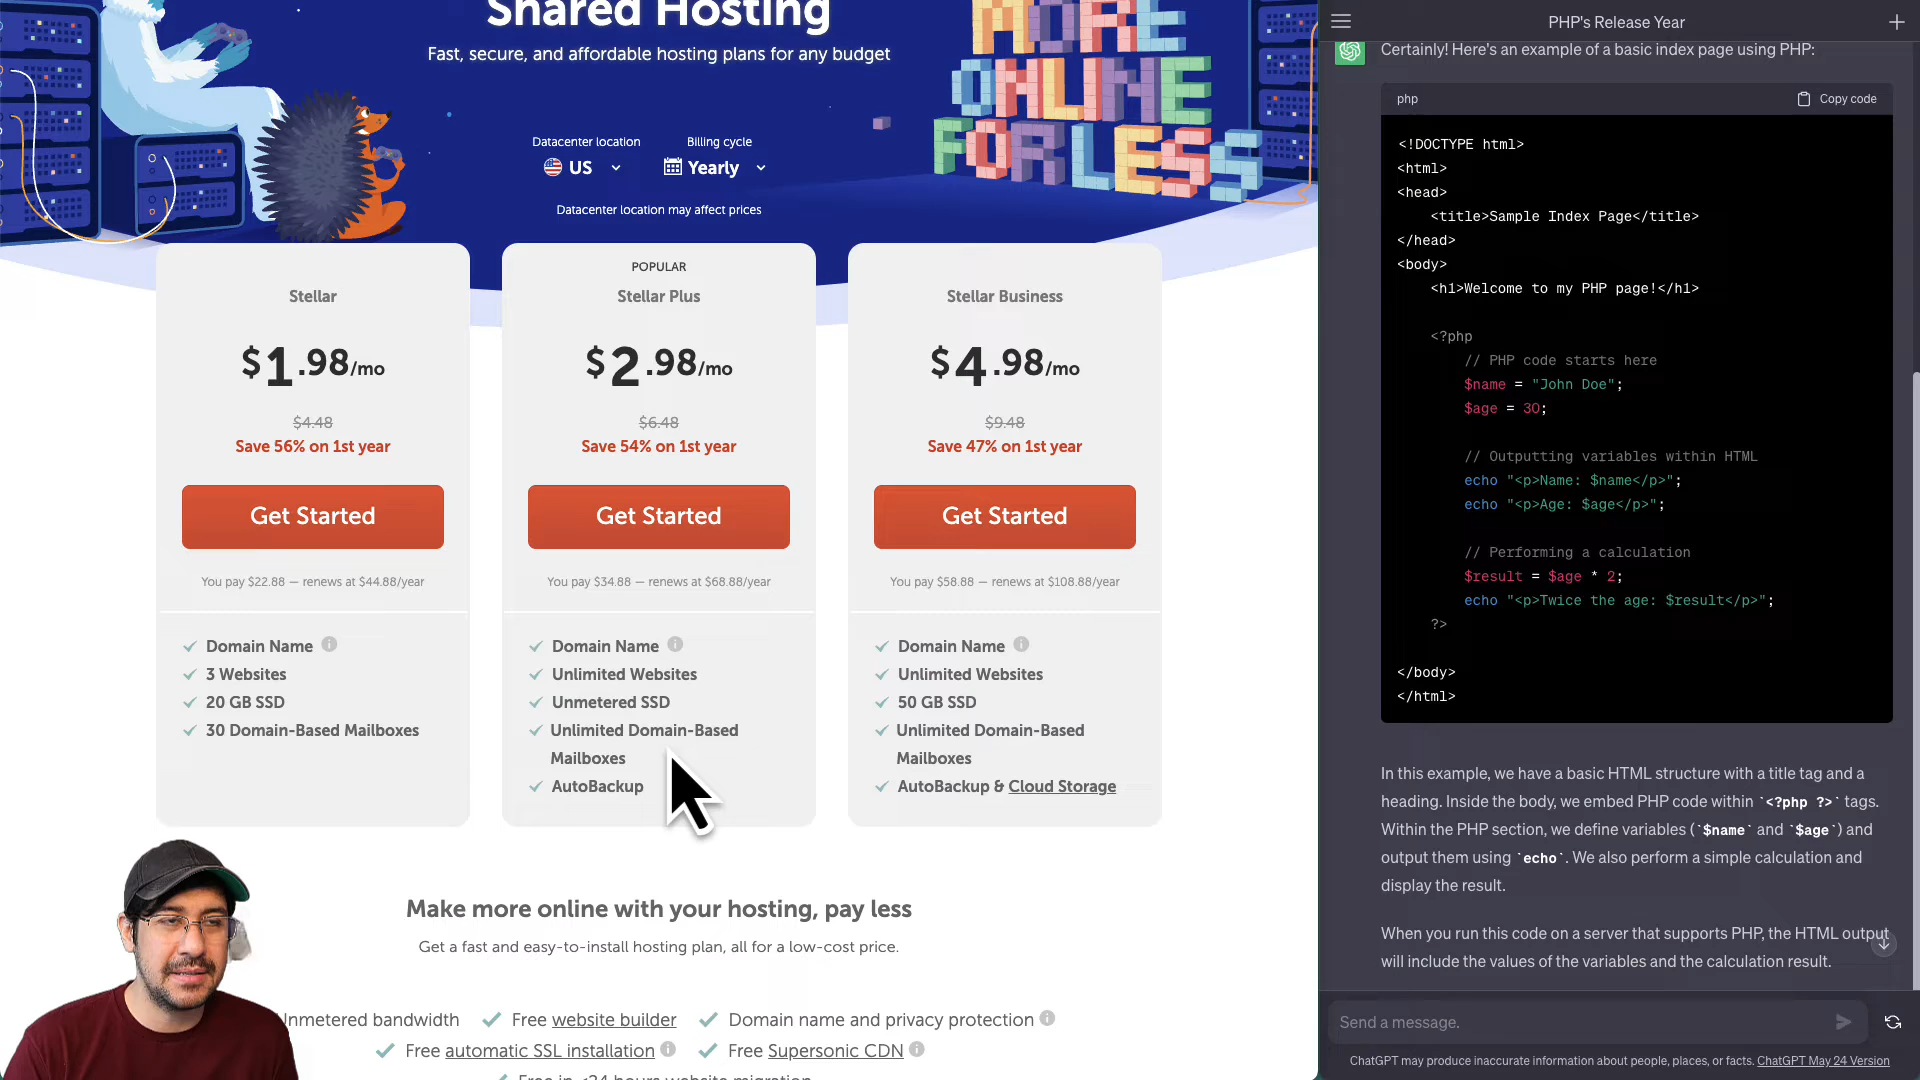 Shared Hosting
Fast, secure, and affordable hosting plans for any budget
MORE
ONLINE
FOR LESS
Datacenter location
US
Billing cycle
Yearly
Datacenter location may affect prices
Stellar
$1.98/mo
$4.48
Save 56% on 1st year
Get Started
You pay $22.88 — renews at $44.88/year
Domain Name
3 Websites
20 GB SSD
30 Domain-Based Mailboxes
POPULAR
Stellar Plus
$2.98/mo
$6.48
Save 54% on 1st year
Get Started
You pay $34.88 — renews at $68.88/year
Domain Name
Unlimited Websites
Unmetered SSD
Unlimited Domain-Based
Mailboxes
AutoBackup
Stellar Business
$4.98/mo
$9.48
Save 47% on 1st year
Get Started
You pay $58.88 — renews at $108.88/year
Domain Name
Unlimited Websites
50 GB SSD
Unlimited Domain-Based
Mailboxes
AutoBackup & Cloud Storage
Make more online with your hosting, pay less
Get a fast and easy-to-install hosting plan, all for a low-cost price.
Unmetered bandwidth
Free website builder
Domain name and privacy protection
Free automatic SSL installation
Free Supersonic CDN
Free in <24 hours website migration
PHP's Release Year
Certainly! Here's an example of a basic index page using PHP:
php
Copy code
<!DOCTYPE html>
<html>
<head>
<title>Sample Index Page</title>
</head>
<body>
<h1>Welcome to my PHP page!</h1>
<?php
// PHP code starts here
$name = "John Doe";
$age = 30;
// Outputting variables within HTML
echo "<p>Name: $name</p>";
echo "<p>Age: $age</p>";
// Performing a calculation
$result = $age * 2;
echo "<p>Twice the age: $result</p>";
?>
</body>
</html>
In this example, we have a basic HTML structure with a title tag and a
heading. Inside the body, we embed PHP code within `<?php ?>` tags.
Within the PHP section, we define variables (`$name` and `$age`) and
output them using `echo`. We also perform a simple calculation and
display the result.
When you run this code on a server that supports PHP, the HTML output
will include the values of the variables and the calculation result.
Send a message.
ChatGPT may produce inaccurate information about people, places, or facts. ChatGPT May 24 Version